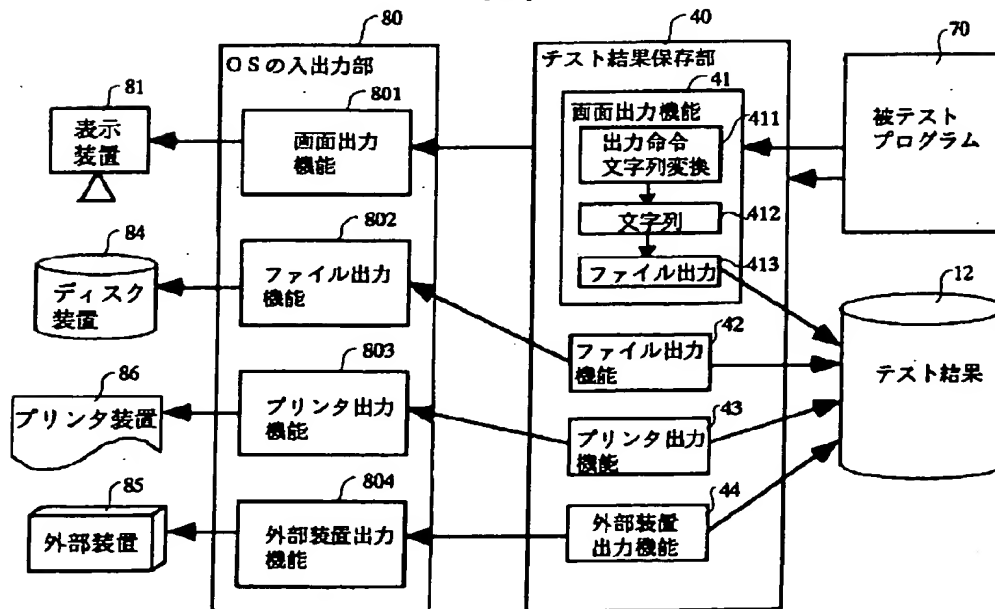 80
OSの入出力部
81
表示
装置
801
画面出力
機能
802
ファイル出力
機能
84
ディスク
装置
803
プリンタ出力
機能
86
プリンタ装置
804
外部装置出力
機能
85
外部装置
40
テスト結果保存部
41
画面出力機能
411
出力命令
文字列変換
412
文字列
413
ファイル出力
42
ファイル出力
機能
43
プリンタ出力
機能
44
外部装置
出力機能
70
被テスト
プログラム
12
テスト結果